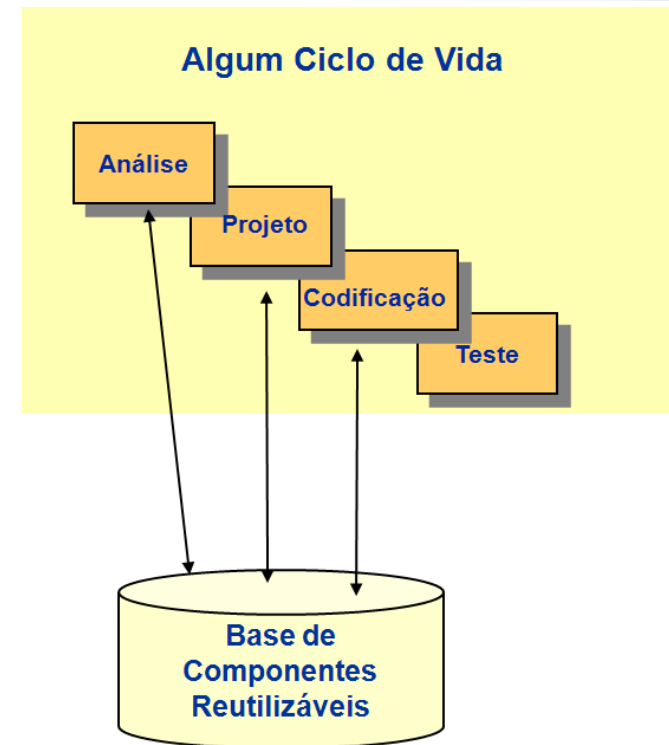 Algum Ciclo de Vida
Análise
Projeto
Codificação
Teste
Base de
Componentes
Reutilizáveis